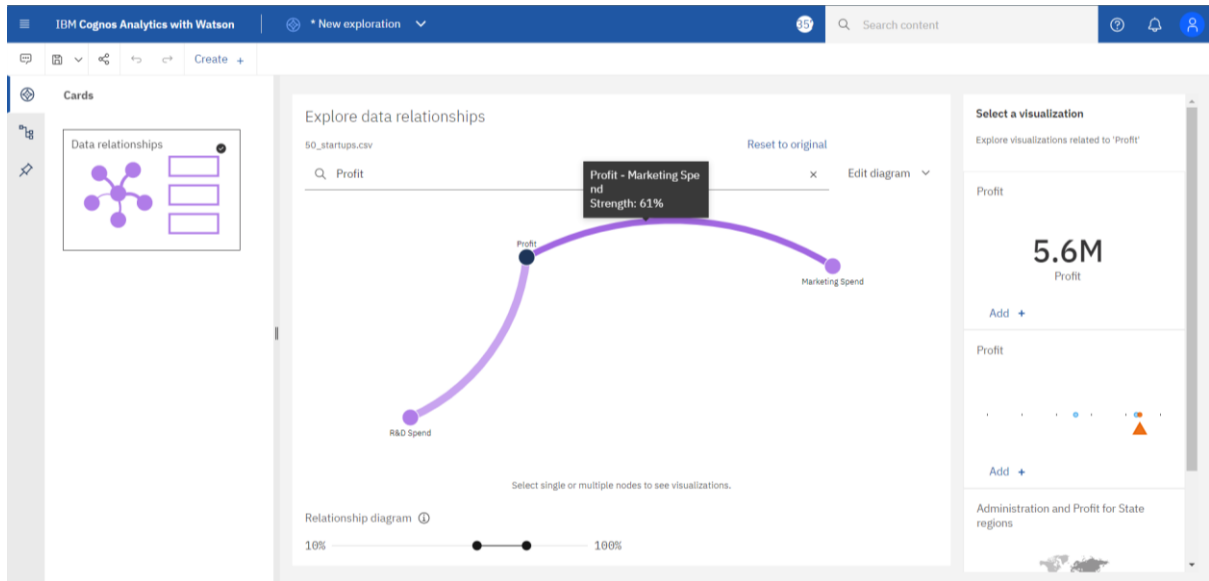 IBM Cognos Analytics with Watson
* New exploration
35
Search content
Create +
Cards
Data relationships
Explore data relationships
50_startups.csv
Reset to original
Profit
Edit diagram
Profit - Marketing Spe
nd
Strength: 61%
Profit
Marketing Spend
R&D Spend
Select single or multiple nodes to see visualizations.
Relationship diagram
10%
100%
Select a visualization
Explore visualizations related to 'Profit'
Profit
5.6M
Profit
Add +
Profit
Add +
Administration and Profit for State
regions